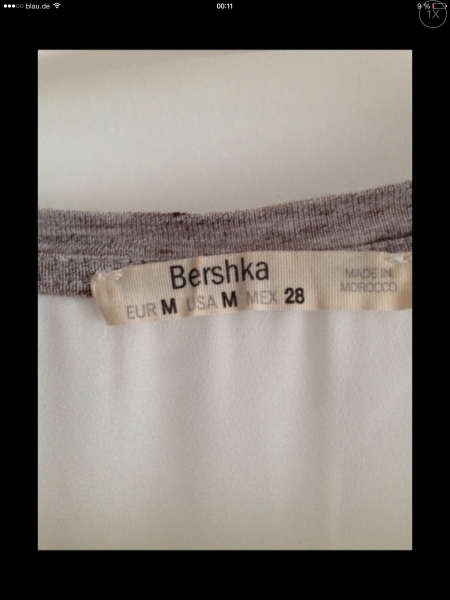 ●●●○○ blau.de 00:11 9 %
1X
Bershka
MADE IN
MOROCCO
EUR M USA M MEX 28